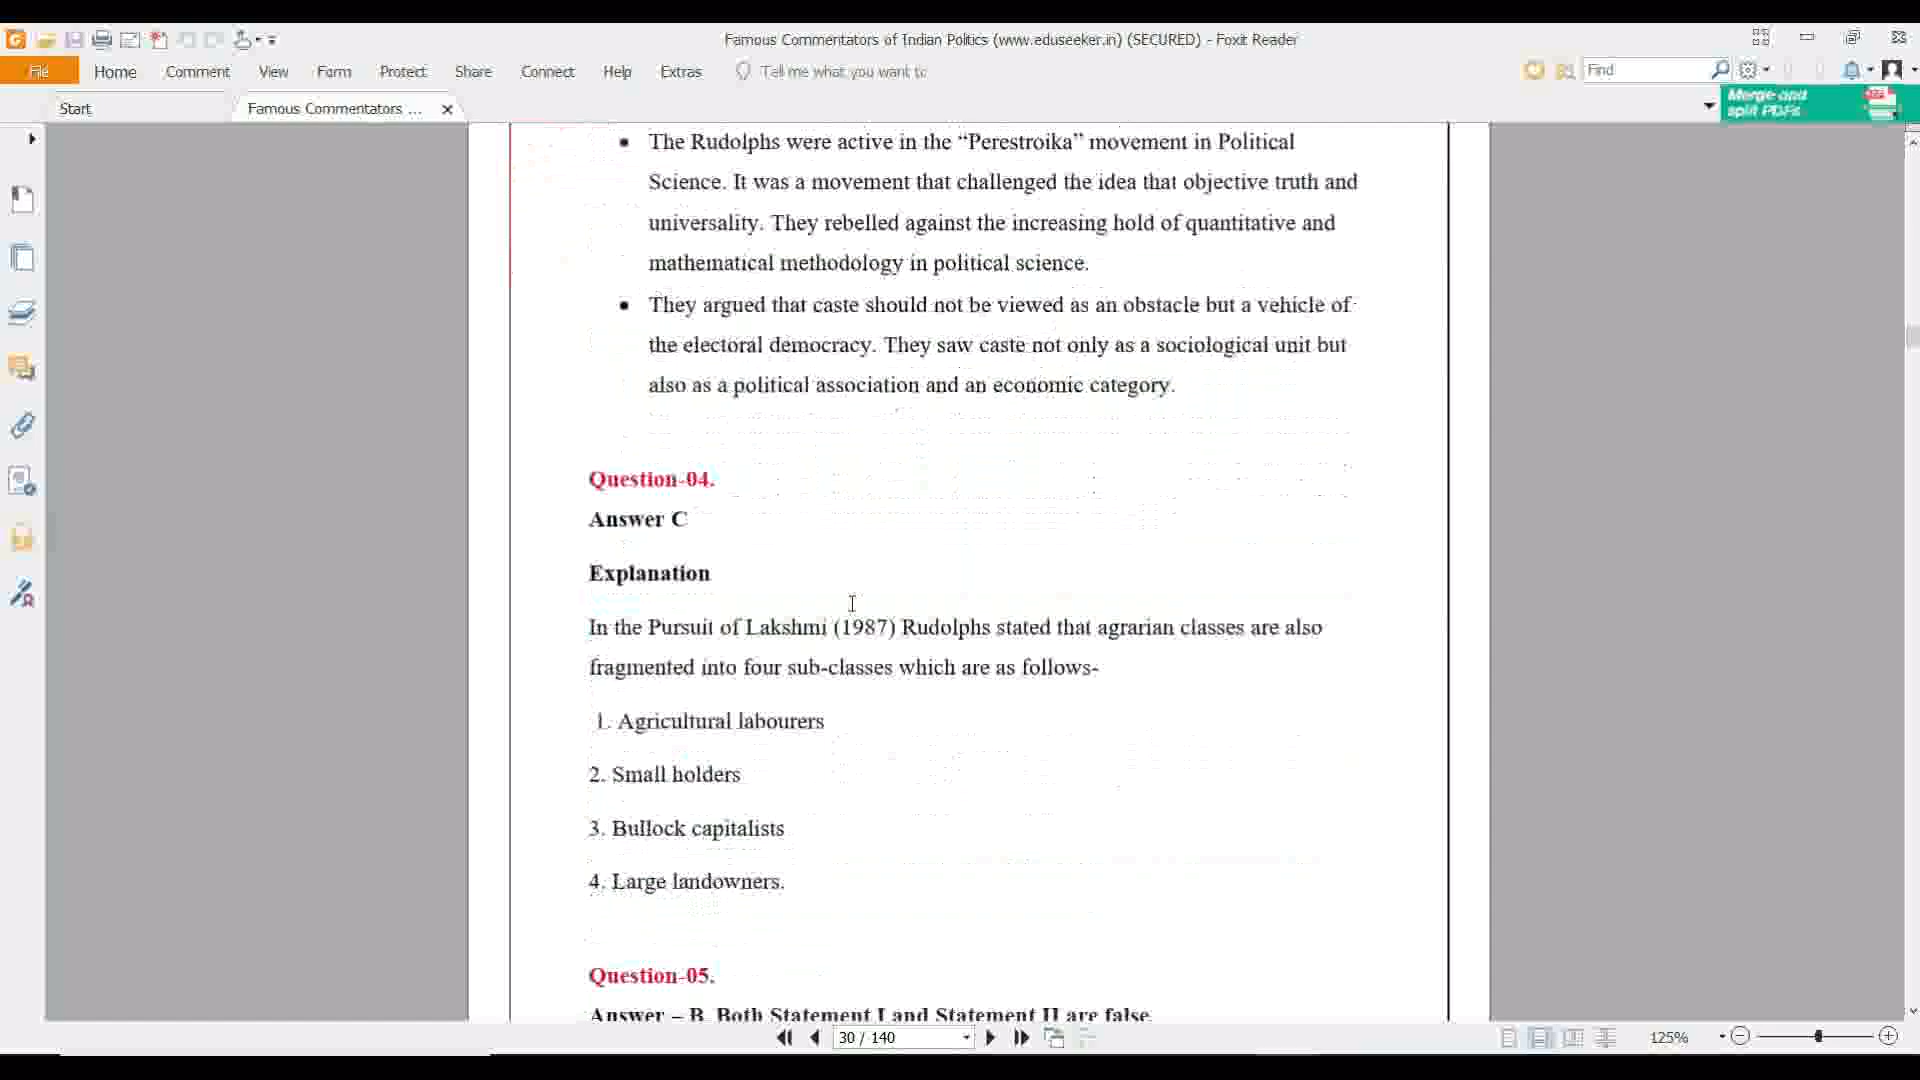 Famous Commentators of Indian Politics (www.eduseeker.in) (SECURED) - Foxit Reader
File Home Comment View Form Protect Share Connect Help Extras Tell me what you want to Find
Start Famous Commentators ... Merge and
split PDFs
• The Rudolphs were active in the “Perestroika” movement in Political
Science. It was a movement that challenged the idea that objective truth and
universality. They rebelled against the increasing hold of quantitative and
mathematical methodology in political science.
• They argued that caste should not be viewed as an obstacle but a vehicle of
the electoral democracy. They saw caste not only as a sociological unit but
also as a political association and an economic category.
Question-04.
Answer C
Explanation
In the Pursuit of Lakshmi (1987) Rudolphs stated that agrarian classes are also
fragmented into four sub-classes which are as follows-
1. Agricultural labourers
2. Small holders
3. Bullock capitalists
4. Large landowners.
Question-05.
Answer – B. Both Statement I and Statement II are false.
30 / 140 125%